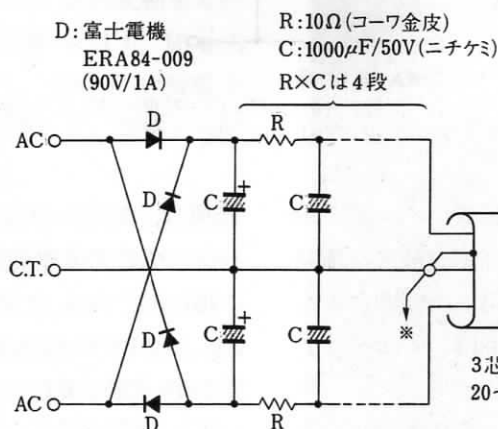 D:富士電機
ERA84-009
(90V/1A)
R:10Ω(コーワ金皮)
C:1000μF/50V(ニチケミ)
R×Cは4段
AC
D
R
D
C
+
C
C.T.
※
D
C
+
C
3芯
20~
AC
D
R